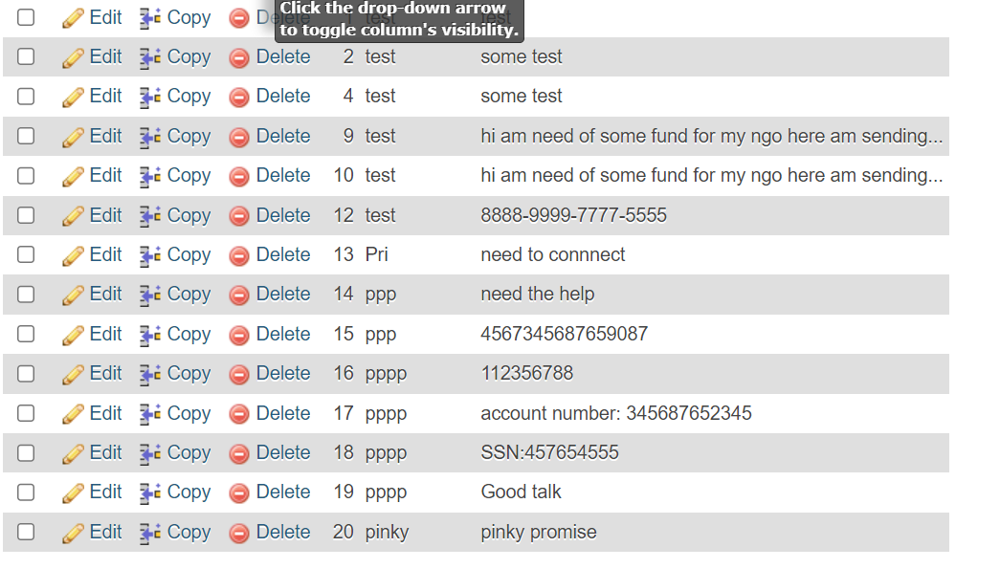 Click the drop-down arrow
to toggle column's visibility.
Edit Copy De 1 test test
Edit Copy Delete 2 test some test
Edit Copy Delete 4 test some test
Edit Copy Delete 9 test hi am need of some fund for my ngo here am sending...
Edit Copy Delete 10 test hi am need of some fund for my ngo here am sending...
Edit Copy Delete 12 test 8888-9999-7777-5555
Edit Copy Delete 13 Pri need to connnect
Edit Copy Delete 14 ppp need the help
Edit Copy Delete 15 ppp 4567345687659087
Edit Copy Delete 16 pppp 112356788
Edit Copy Delete 17 pppp account number: 345687652345
Edit Copy Delete 18 pppp SSN:457654555
Edit Copy Delete 19 pppp Good talk
Edit Copy Delete 20 pinky pinky promise